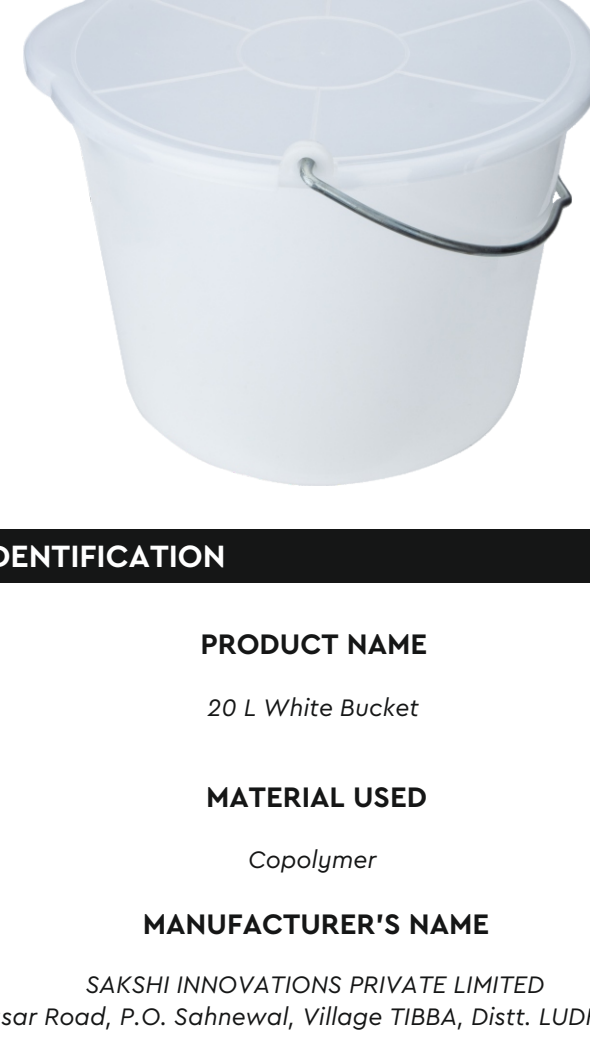 DENTIFICATION
PRODUCT NAME
20 L White Bucket
MATERIAL USED
Copolymer
MANUFACTURER'S NAME
SAKSHI INNOVATIONS PRIVATE LIMITED
sar Road, P.O. Sahnewal, Village TIBBA, Distt. LUDH